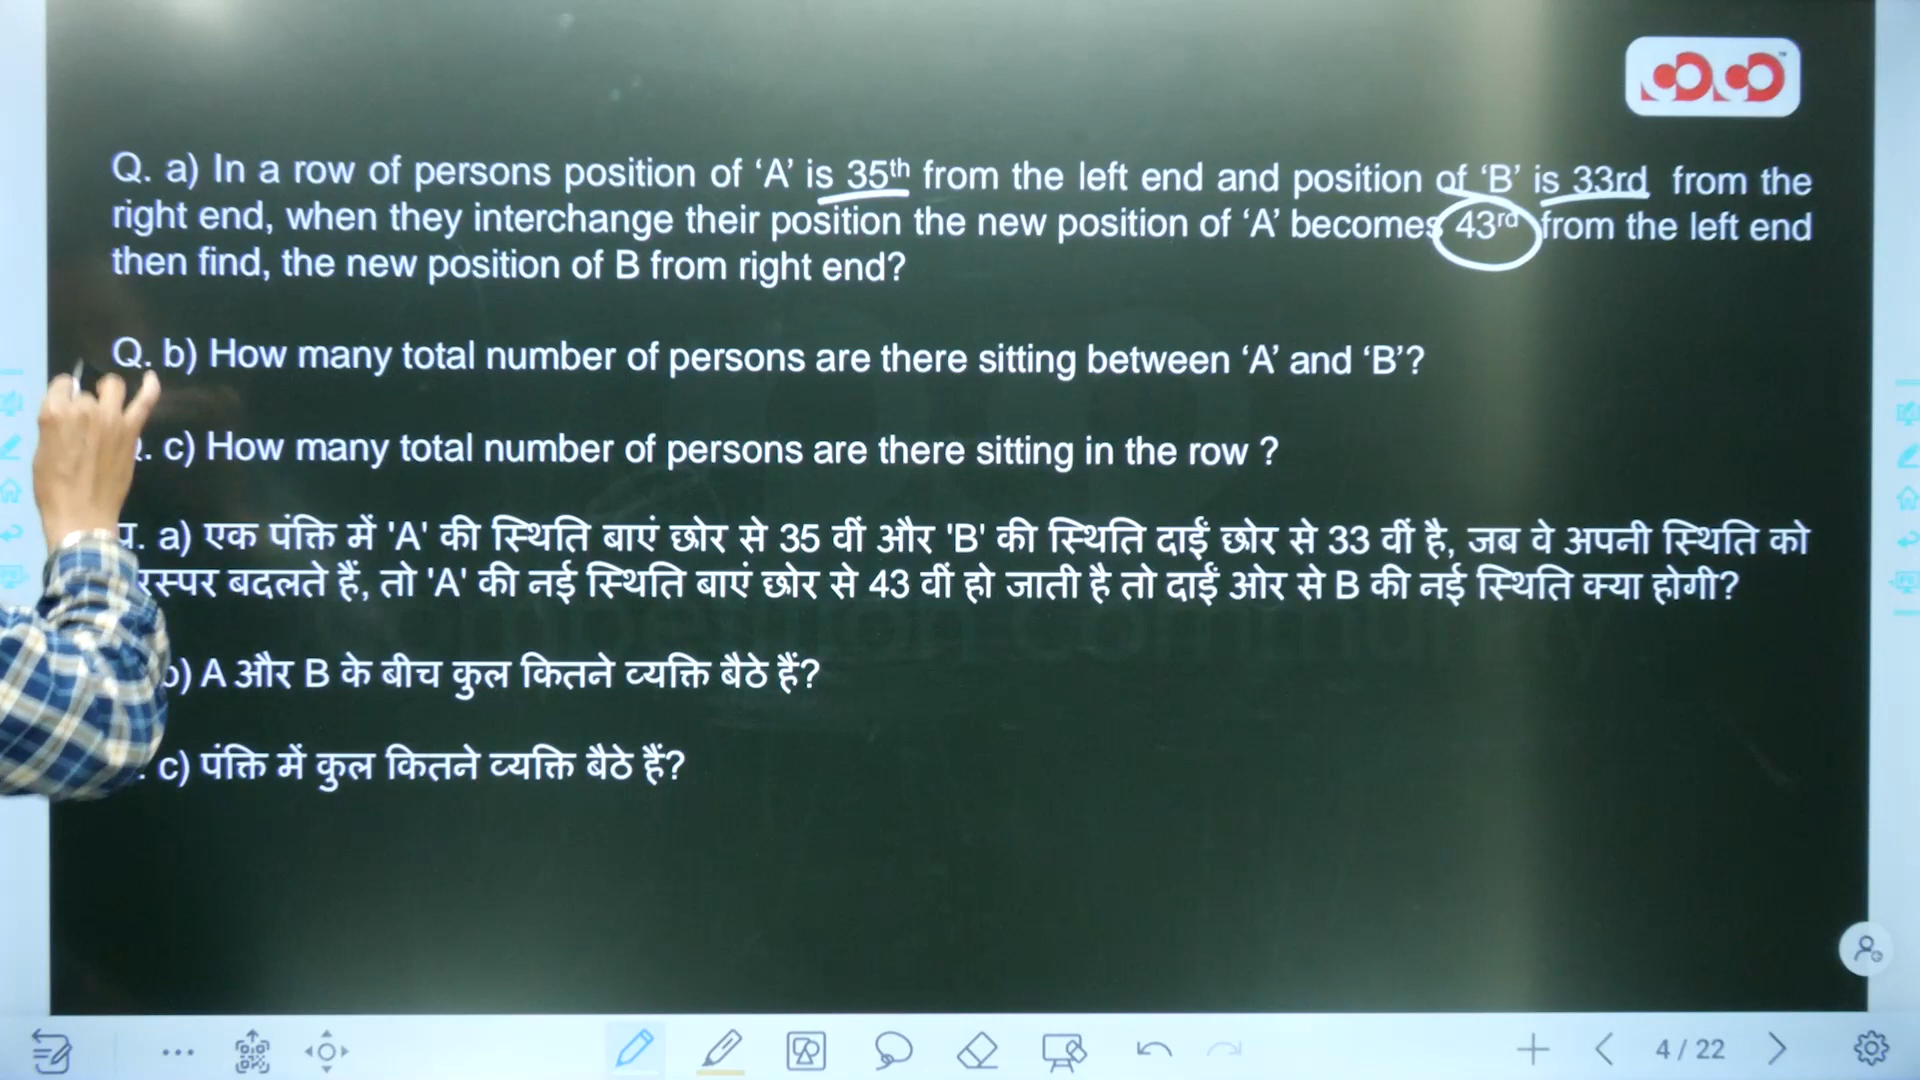 Q. a) In a row of persons position of ‘A’ is 35th from the left end and position of ‘B’ is 33rd from the
right end, when they interchange their position the new position of ‘A’ becomes 43rd from the left end
then find, the new position of B from right end?
Q. b) How many total number of persons are there sitting between ‘A’ and ‘B’?
. c) How many total number of persons are there sitting in the row ?
. a) एक पंक्ति में 'A' की स्थिति बाएं छोर से 35 वीं और 'B' की स्थिति दाईं छोर से 33 वीं है, जब वे अपनी स्थिति को
बदलते हैं, तो 'A' की नई स्थिति बाएं छोर से 43 वीं हो जाती है तो दाईं ओर से B की नई स्थिति क्या होगी?
b) A और B के बीच कुल कितने व्यक्ति बैठे हैं?
. c) पंक्ति में कुल कितने व्यक्ति बैठे हैं?
Competition Community
4 / 22